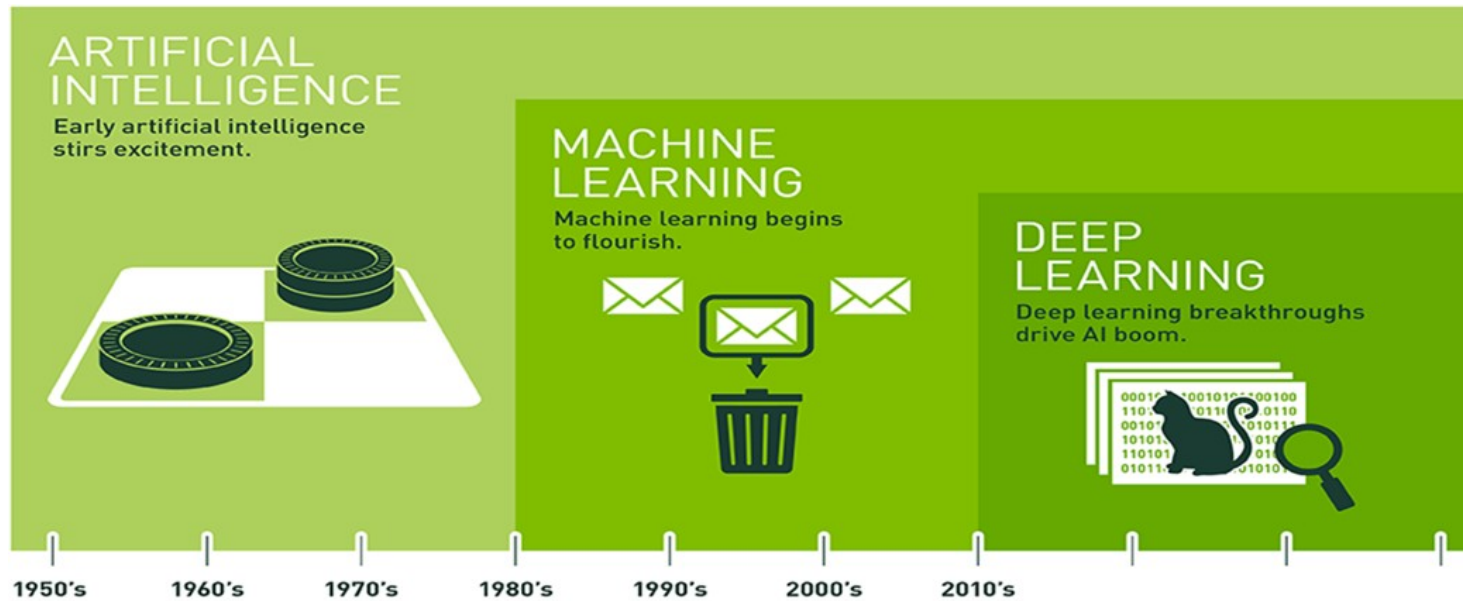 ARTIFICIAL
INTELLIGENCE
Early artificial intelligence
stirs excitement.
MACHINE
LEARNING
Machine learning begins
to flourish.
DEEP
LEARNING
Deep learning breakthroughs
drive AI boom.
1950's 1960's 1970's 1980's 1990's 2000's 2010's